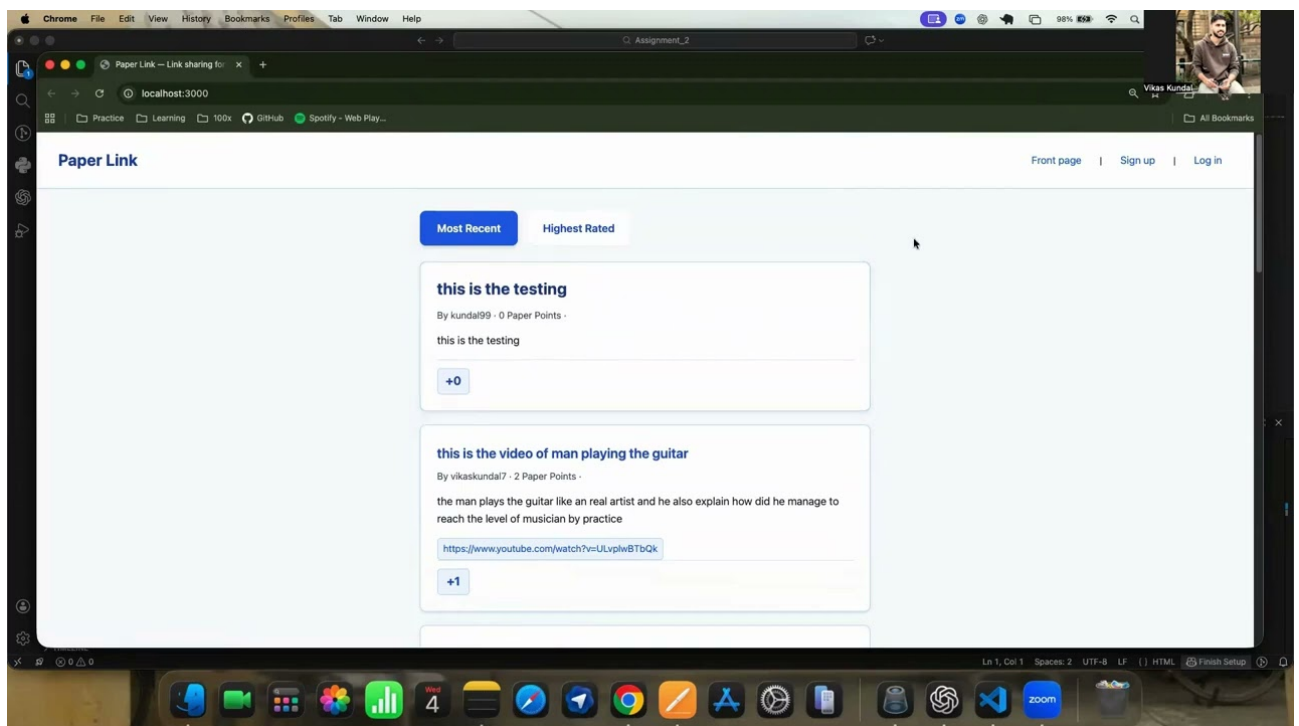 Chrome File Edit View History Bookmarks Profiles Tab Window Help 98%
Assignment_2
Paper Link — Link sharing for
localhost:3000
Vikas Kundal
Practice Learning 100x GitHub Spotify - Web Play... All Bookmarks
Paper Link Front page | Sign up | Log in
Most Recent Highest Rated
this is the testing
By kundal99 · 0 Paper Points ·
this is the testing
+0
this is the video of man playing the guitar
By vikaskundal7 · 2 Paper Points ·
the man plays the guitar like an real artist and he also explain how did he manage to
reach the level of musician by practice
https://www.youtube.com/watch?v=ULvplwBTbQk
+1
0 0 Ln 1, Col 1 Spaces: 2 UTF-8 LF {} HTML Finish Setup
Wed
4
zoom